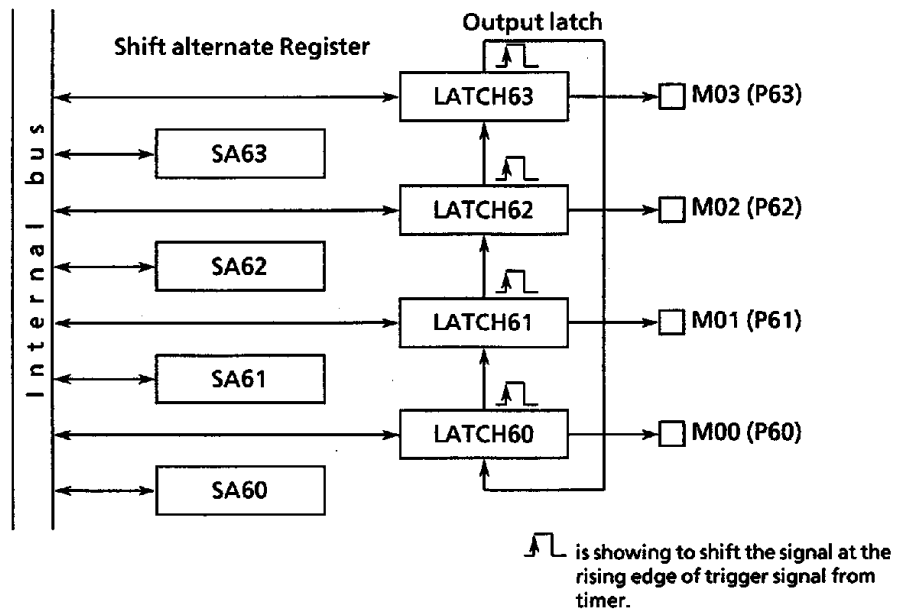 Output latch
Shift alternate Register
LATCH63
M03 (P63)
SA63
LATCH62
M02 (P62)
SA62
LATCH61
M01 (P61)
SA61
LATCH60
M00 (P60)
SA60
Internal bus
is showing to shift the signal at the
rising edge of trigger signal from
timer.